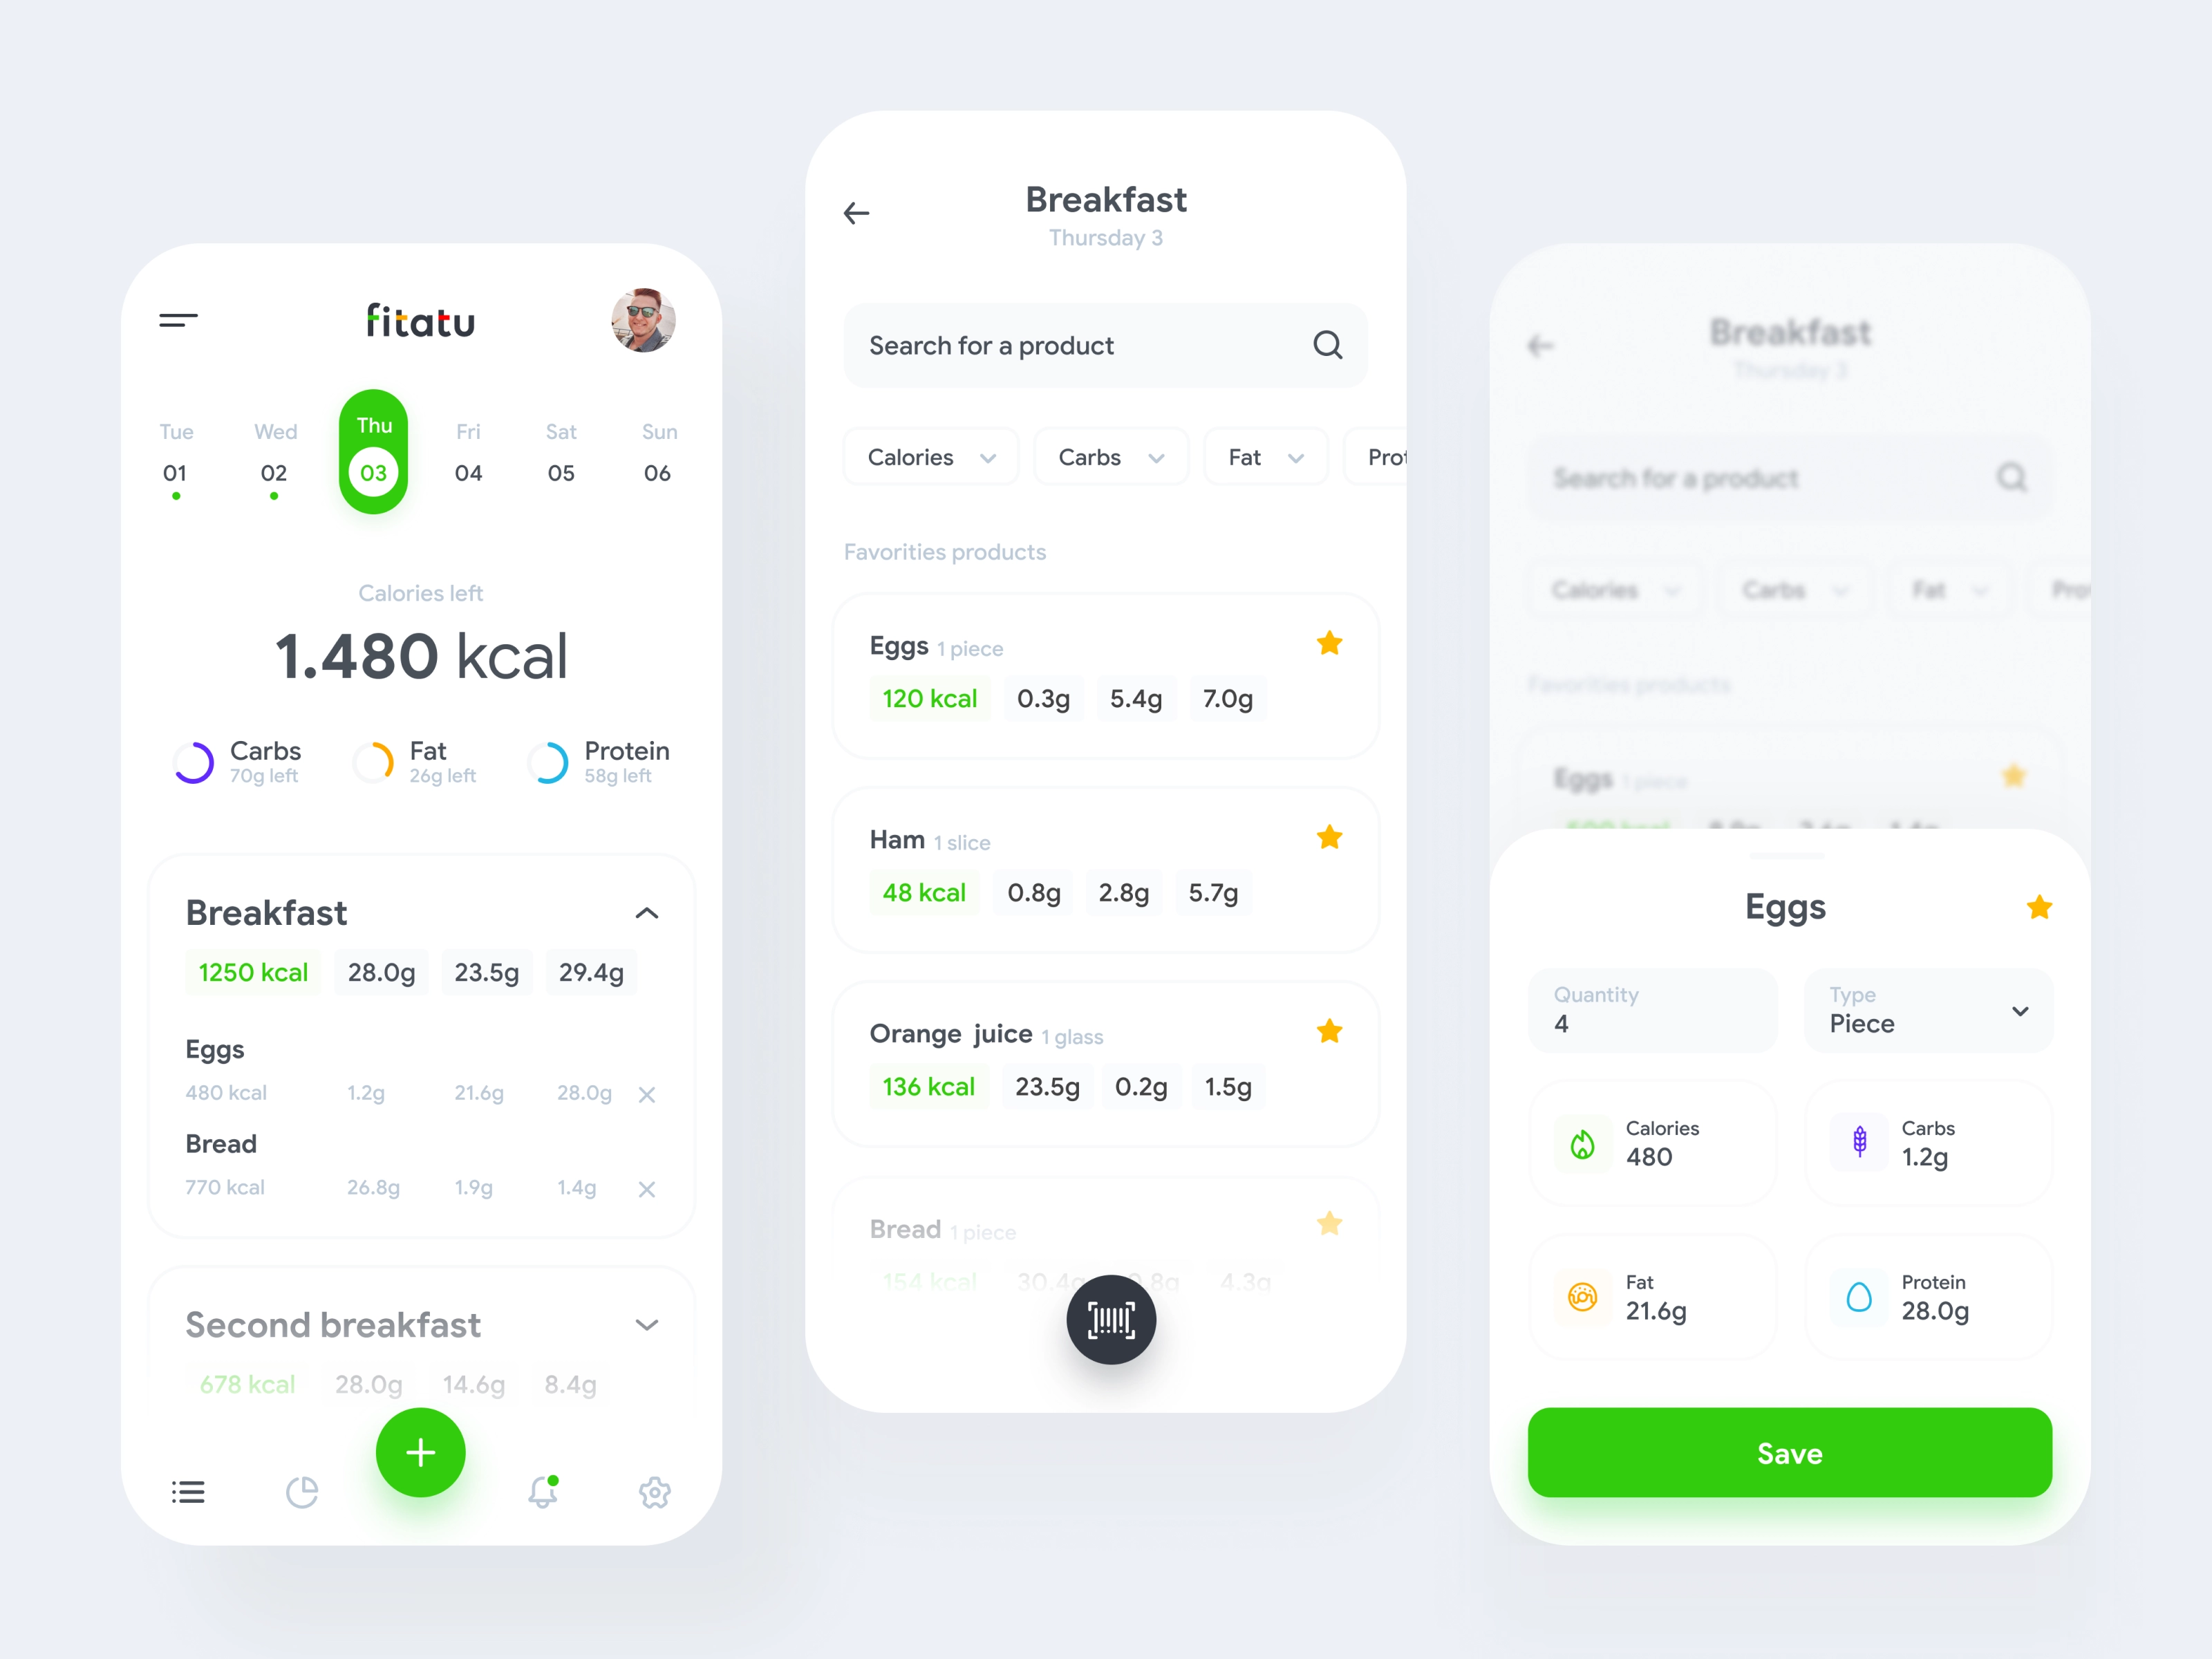 fitatu
Tue Wed Thu Fri Sat Sun
01 02 03 04 05 06
Calories left
1.480 kcal
Carbs
70g left
Fat
26g left
Protein
58g left
Breakfast
1250 kcal 28.0g 23.5g 29.4g
Eggs
480 kcal 1.2g 21.6g 28.0g
Bread
770 kcal 26.8g 1.9g 1.4g
Second breakfast
678 kcal 28.0g 14.6g 8.4g
Breakfast
Thursday 3
Search for a product
Calories Carbs Fat Prot
Favorities products
Eggs 1 piece
120 kcal 0.3g 5.4g 7.0g
Ham 1 slice
48 kcal 0.8g 2.8g 5.7g
Orange juice 1 glass
136 kcal 23.5g 0.2g 1.5g
Bread 1 piece
154 kcal 30.4g 4.3g
Breakfast
Thursday 3
Search for a product
Calories Carbs Fat
Favorities products
Eggs 1 piece
Eggs
Quantity
4
Type
Piece
Calories
480
Carbs
1.2g
Fat
21.6g
Protein
28.0g
Save